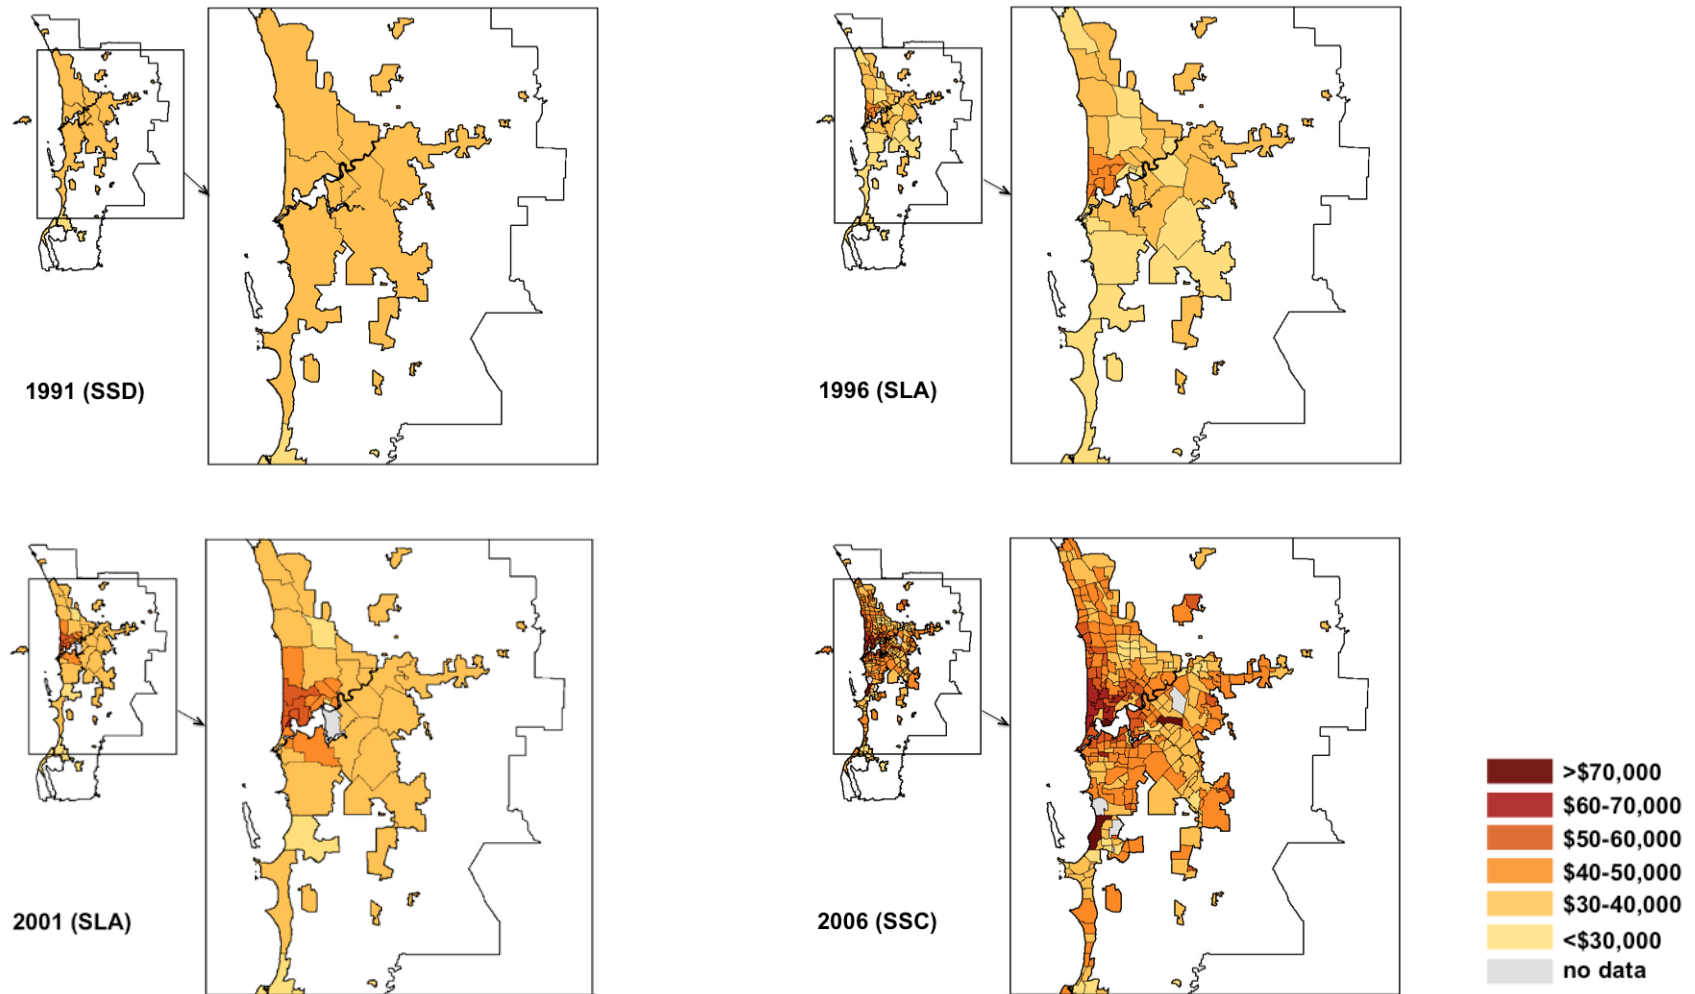 1991 (SSD)
1996 (SLA)
2001 (SLA)
2006 (SSC)
>$70,000
$60-70,000
$50-60,000
$40-50,000
$30-40,000
<$30,000
no data